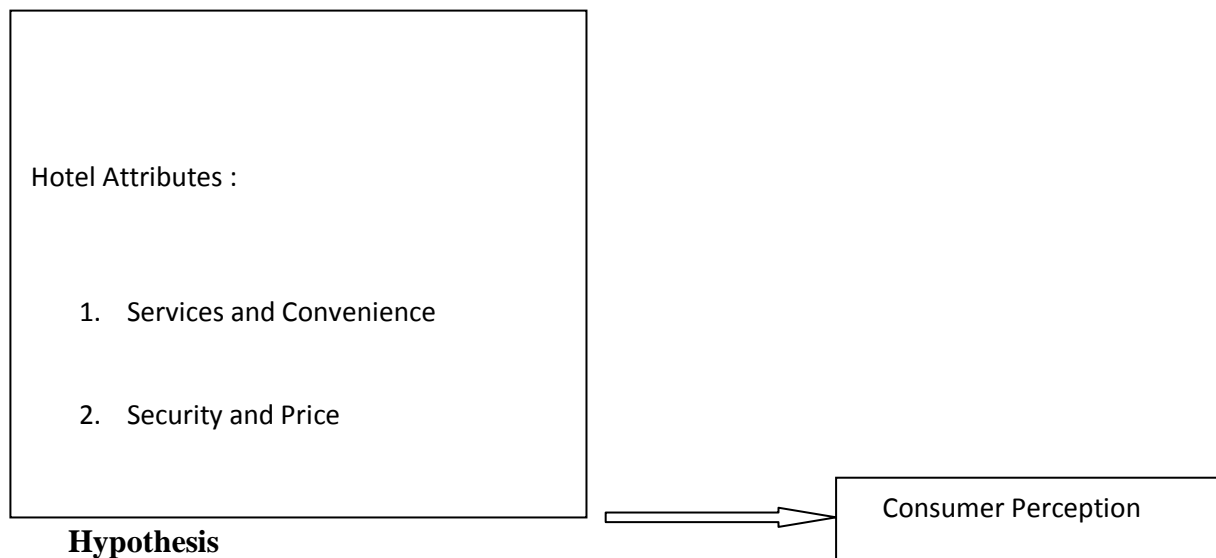 Hotel Attributes :
1. Services and Convenience
2. Security and Price
Consumer Perception
Hypothesis